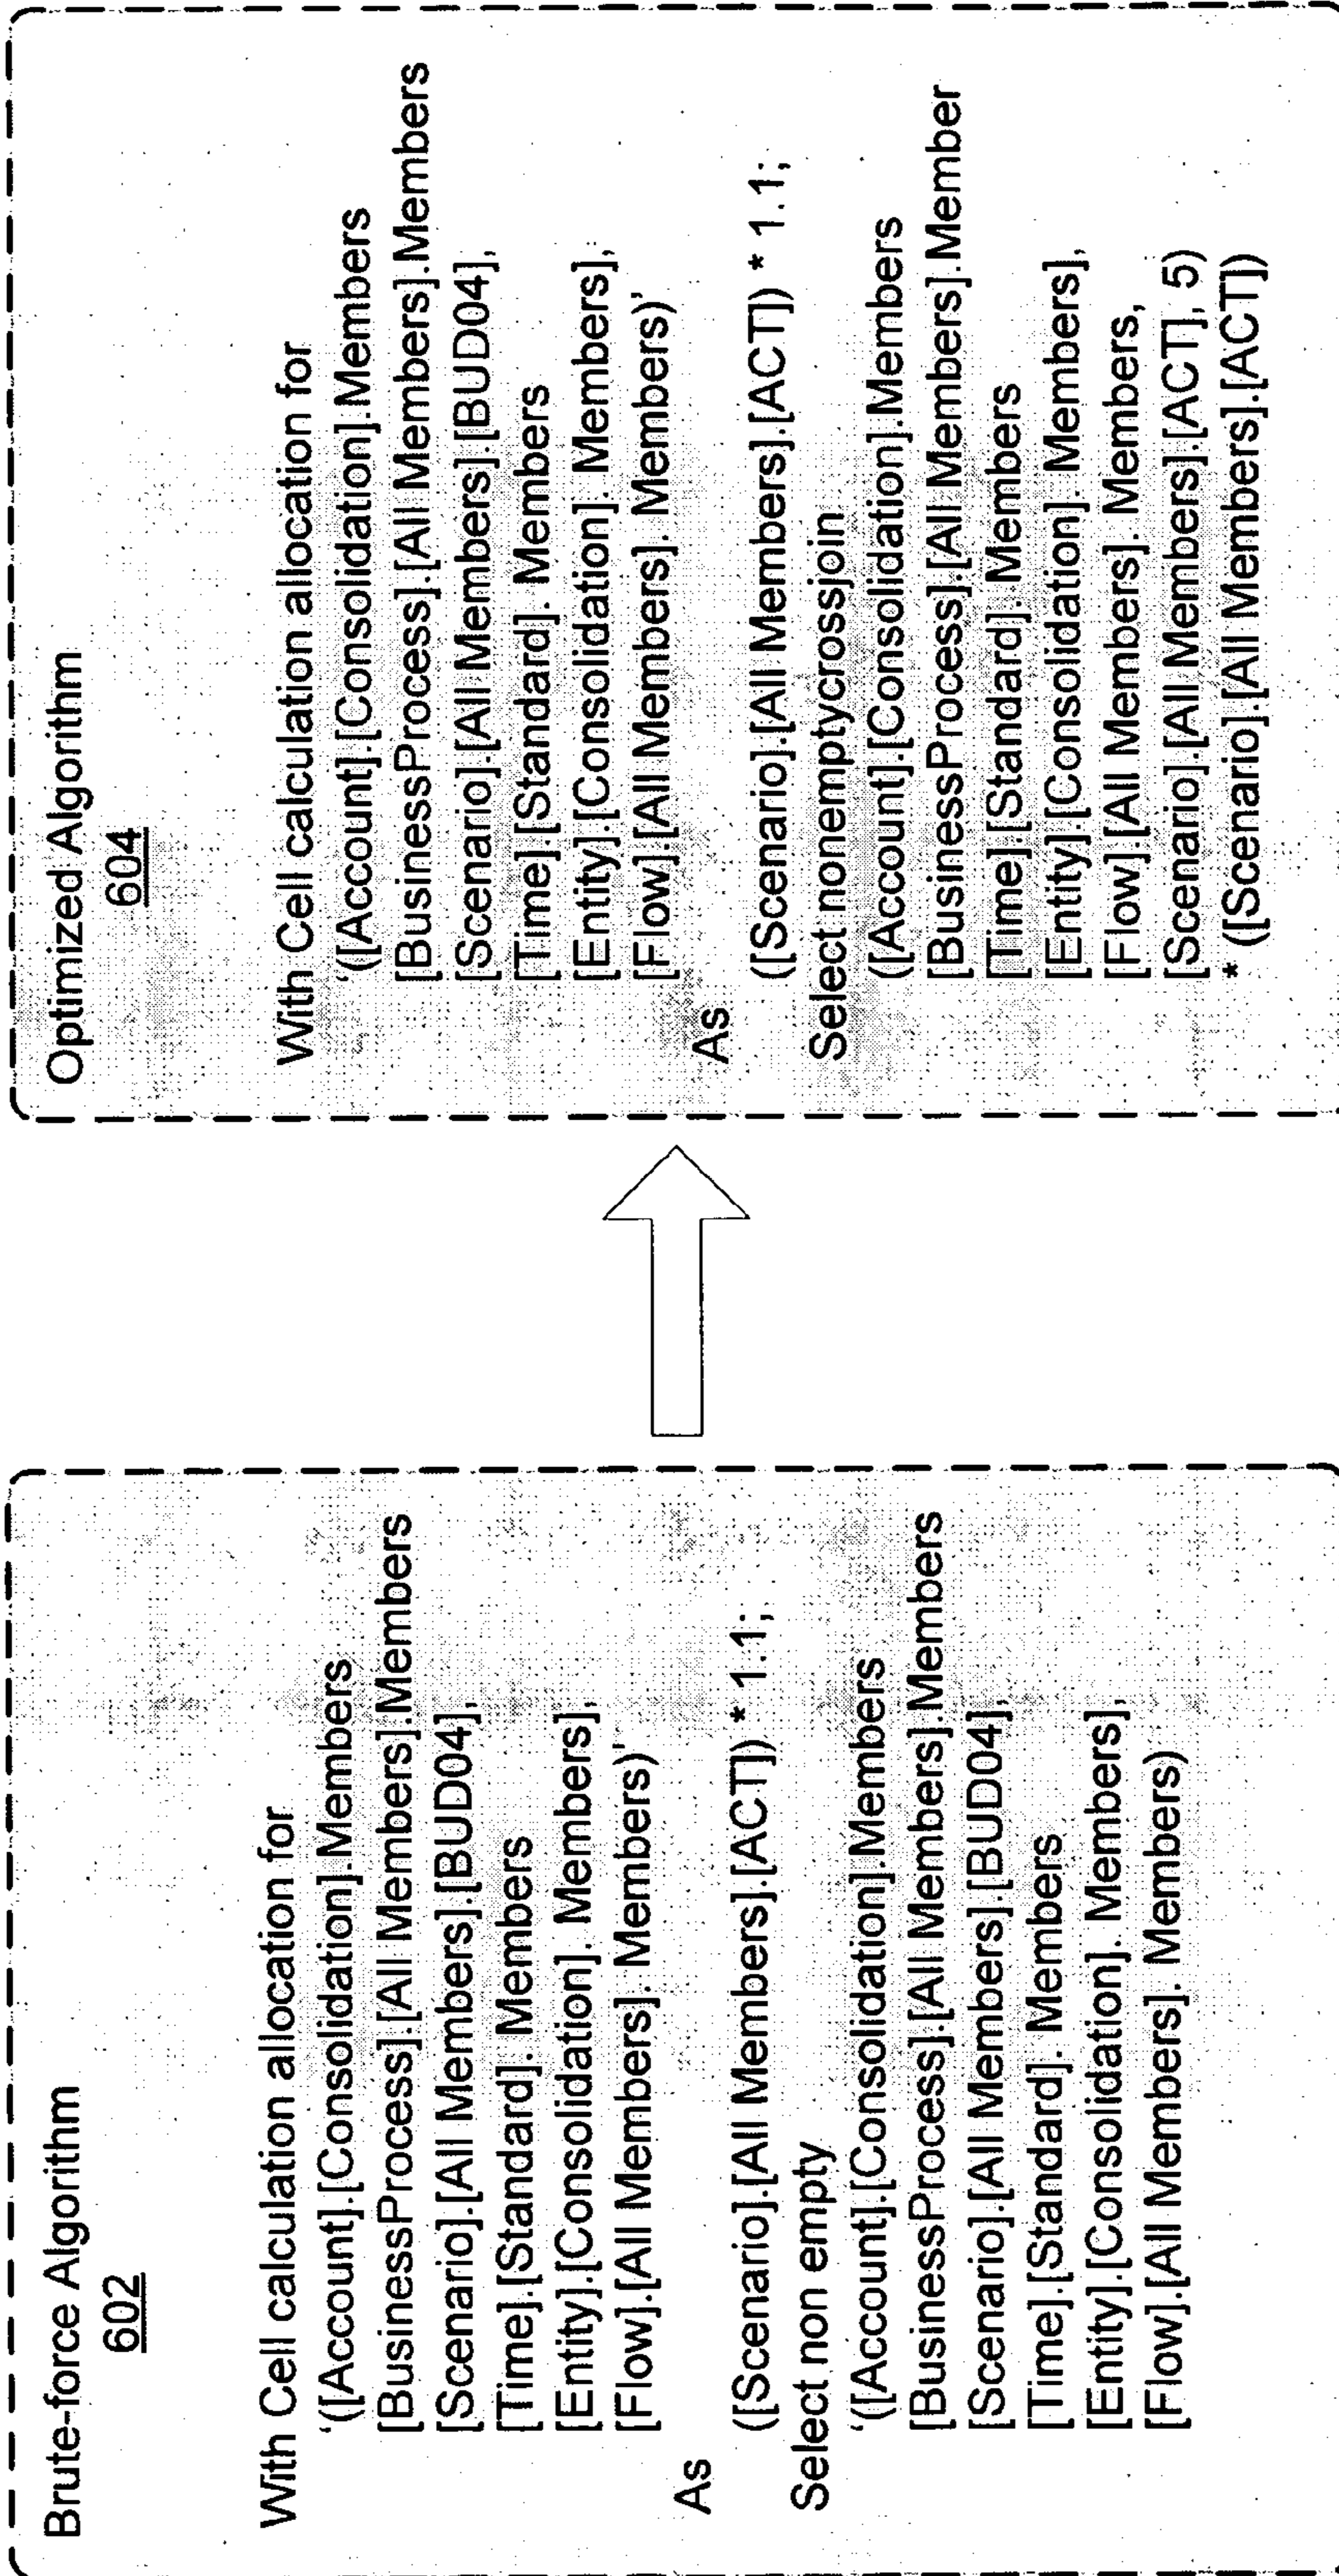 Brute-force Algorithm
602
With Cell calculation allocation for
‘([Account].[Consolidation].Members
[BusinessProcess].[All Members].Members
[Scenario].[All Members].[BUD04],
[Time].[Standard]. Members
[Entity].[Consolidation]. Members],
[Flow].[All Members]. Members)’
As
([Scenario].[All Members].[ACT]) * 1.1;
Select non empty
‘([Account].[Consolidation].Members
[BusinessProcess].[All Members].Members
[Scenario].[All Members].[BUD04],
[Time].[Standard]. Members
[Entity].[Consolidation]. Members],
[Flow].[All Members]. Members)
Optimized Algorithm
604
With Cell calculation allocation for
‘([Account].[Consolidation].Members
[BusinessProcess].[All Members].Members
[Scenario].[All Members].[BUD04],
[Time].[Standard]. Members
[Entity].[Consolidation]. Members],
[Flow].[All Members]. Members)’
As
([Scenario].[All Members].[ACT]) * 1.1;
Select nonemptycrossjoin
([Account].[Consolidation].Members
[BusinessProcess].[All Members].Member
[Time].[Standard]. Members
[Entity].[Consolidation]. Members],
[Flow].[All Members]. Members,
[Scenario].[All Members].[ACT], 5)
* ([Scenario].[All Members].[ACT])